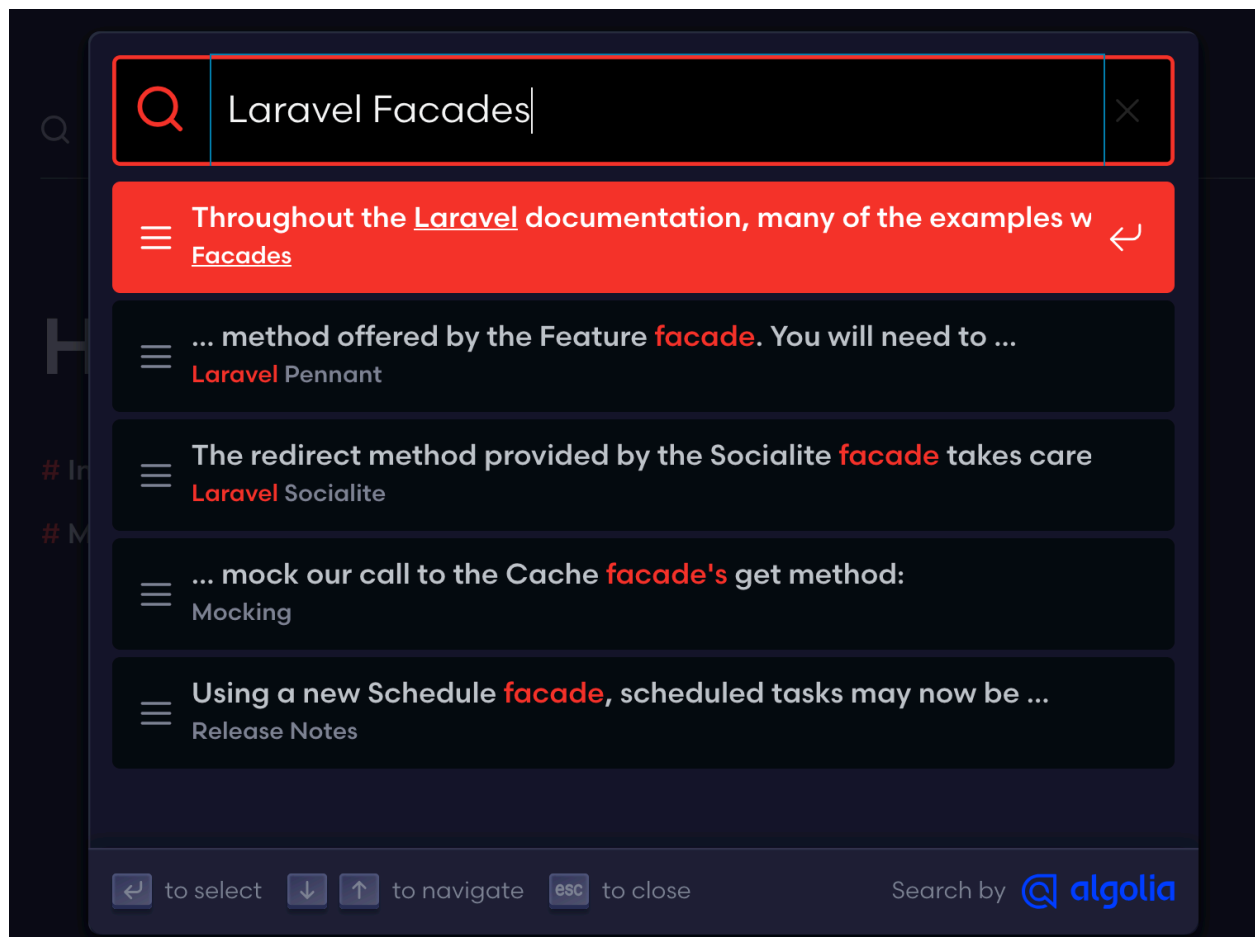 Laravel Facades
Throughout the Laravel documentation, many of the examples w
Facades
... method offered by the Feature facade. You will need to ...
Laravel Pennant
The redirect method provided by the Socialite facade takes care
Laravel Socialite
... mock our call to the Cache facade's get method:
Mocking
Using a new Schedule facade, scheduled tasks may now be ...
Release Notes
H
# In
# M
to select
to navigate
esc to close
Search by algolia